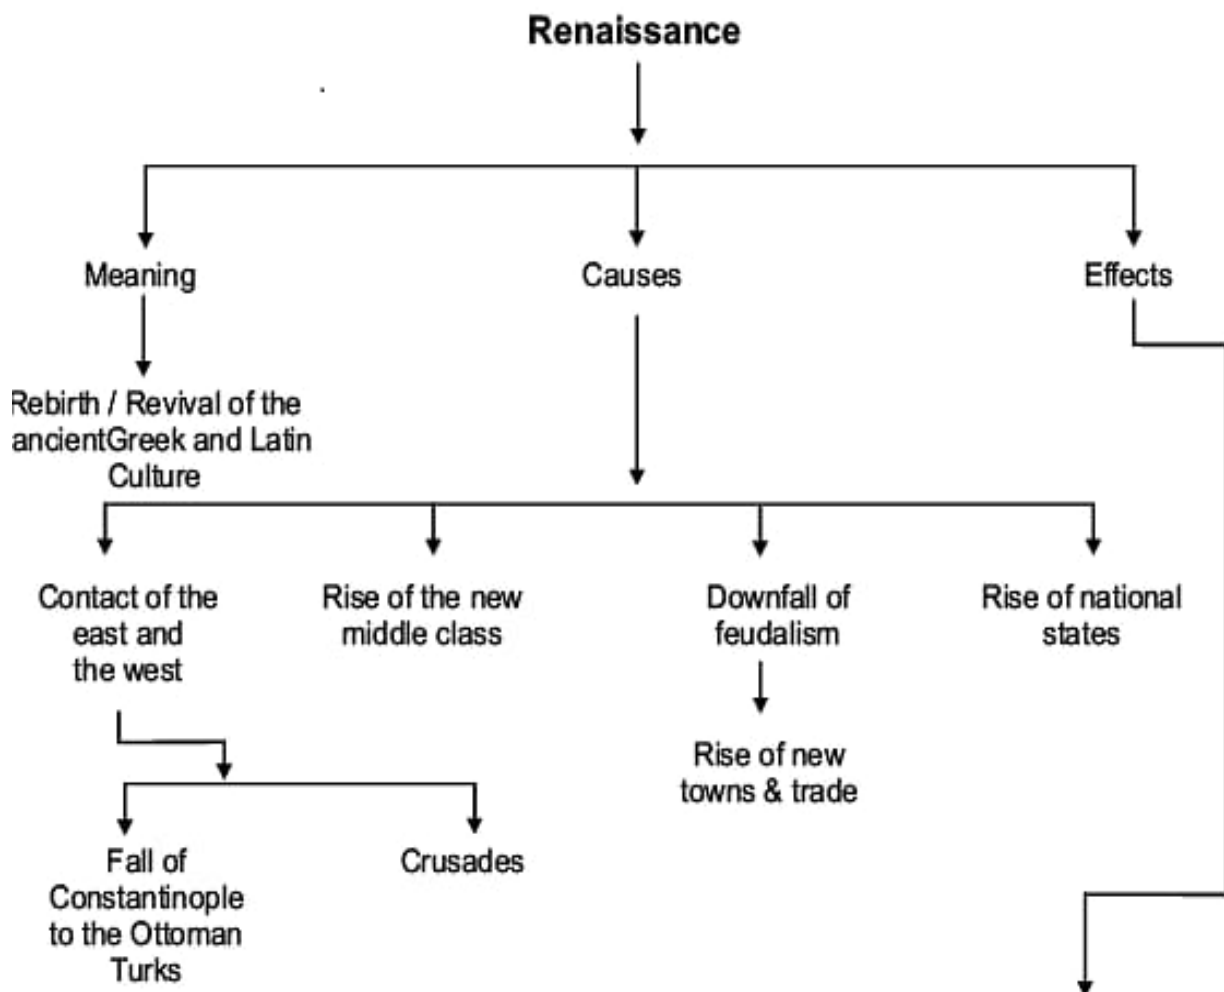 Renaissance
Meaning
Causes
Effects
Rebirth / Revival of the
ancientGreek and Latin
Culture
Contact of the
east and
the west
Rise of the new
middle class
Downfall of
feudalism
Rise of national
states
Rise of new
towns & trade
Fall of
Constantinople
to the Ottoman
Turks
Crusades